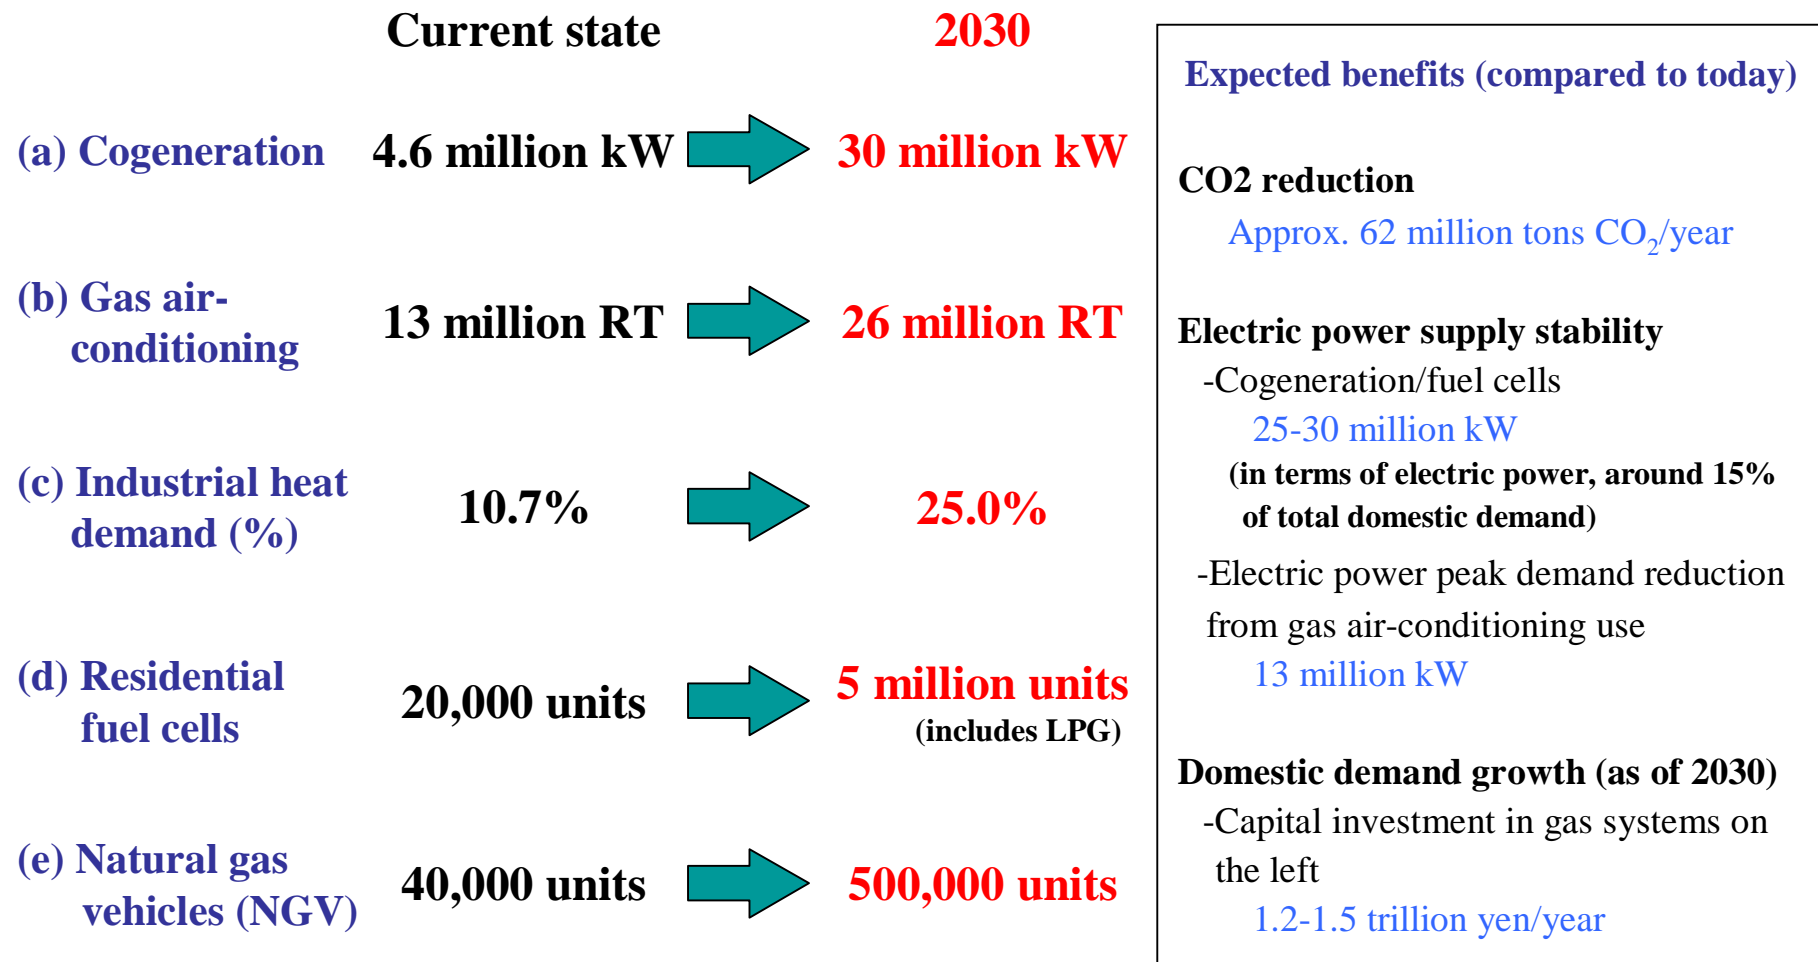 Current state
2030
(a) Cogeneration
4.6 million kW
30 million kW
(b) Gas air-
conditioning
13 million RT
26 million RT
(c) Industrial heat
demand (%)
10.7%
25.0%
(d) Residential
fuel cells
20,000 units
5 million units
(includes LPG)
(e) Natural gas
vehicles (NGV)
40,000 units
500,000 units
Expected benefits (compared to today)
CO2 reduction
Approx. 62 million tons CO₂/year
Electric power supply stability
-Cogeneration/fuel cells
25-30 million kW
(in terms of electric power, around 15%
of total domestic demand)
-Electric power peak demand reduction
from gas air-conditioning use
13 million kW
Domestic demand growth (as of 2030)
-Capital investment in gas systems on
the left
1.2-1.5 trillion yen/year